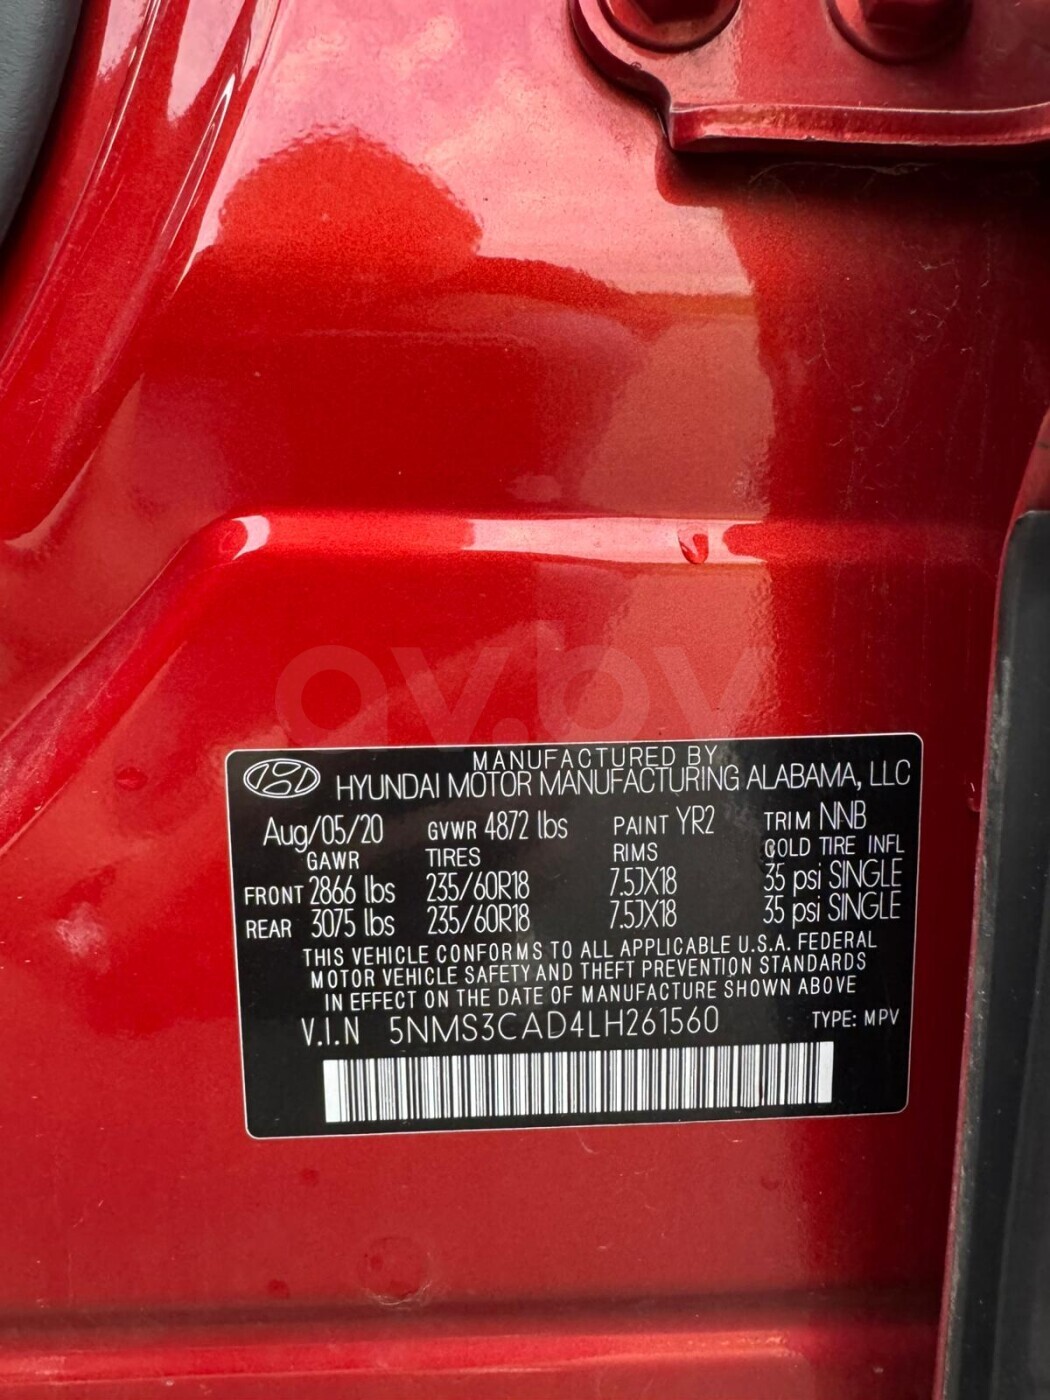 av.by
MANUFACTURED BY
HYUNDAI MOTOR MANUFACTURING ALABAMA, LLC
Aug/05/20 GVWR 4872 lbs PAINT YR2 TRIM NNB
GAWR TIRES RIMS COLD TIRE INFL
FRONT 2866 lbs 235/60R18 7.5JX18 35 psi SINGLE
REAR 3075 lbs 235/60R18 7.5JX18 35 psi SINGLE
THIS VEHICLE CONFORMS TO ALL APPLICABLE U.S.A. FEDERAL
MOTOR VEHICLE SAFETY AND THEFT PREVENTION STANDARDS
IN EFFECT ON THE DATE OF MANUFACTURE SHOWN ABOVE
V.I.N 5NMS3CAD4LH261560 TYPE: MPV